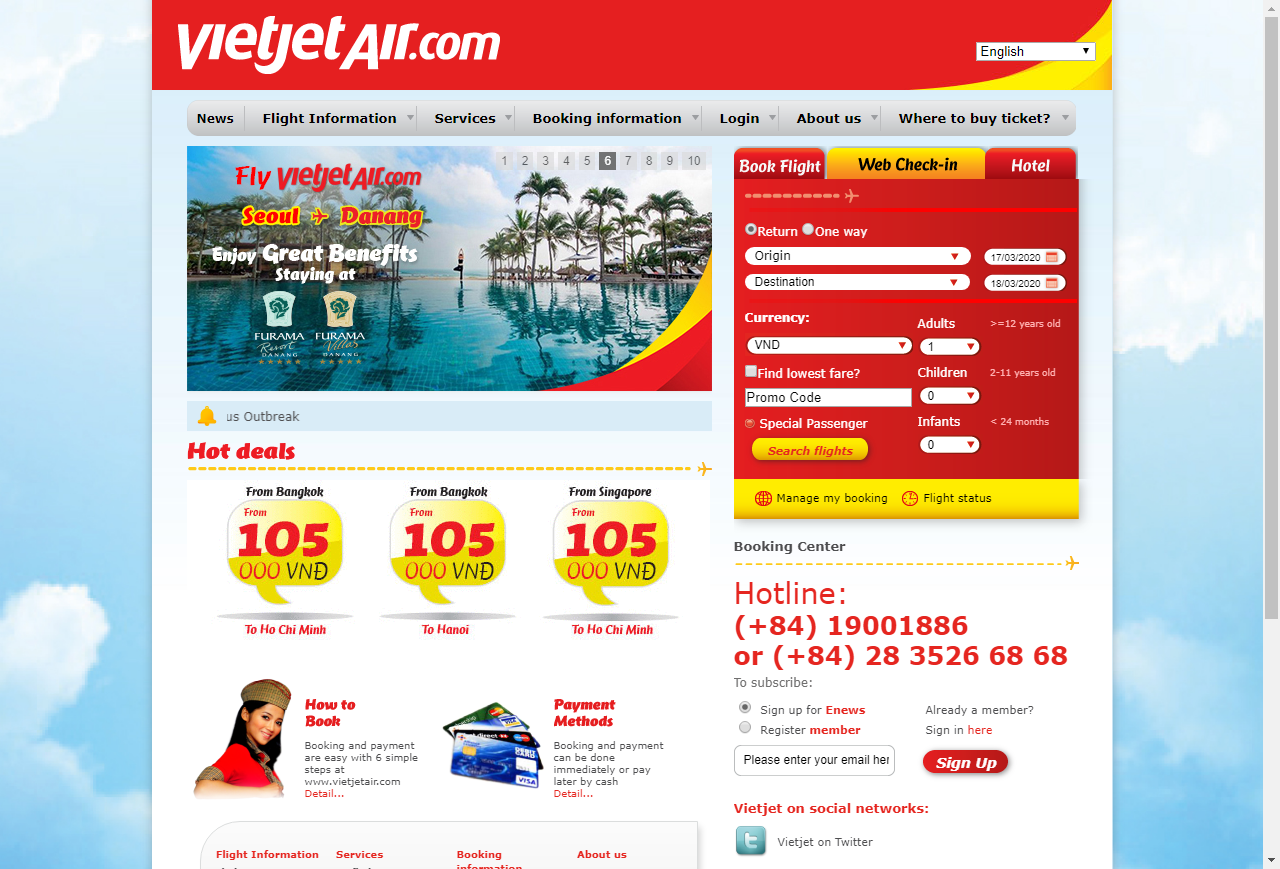 vietjetAir.com
English
News Flight Information Services Booking information Login About us Where to buy ticket?
1 2 3 4 5 6 7 8 9 10
Fly vietjetAir.com
Seoul Danang
Enjoy Great Benefits
Staying at
FURAMA FURAMA
Resort Villas
DANANG DANANG
us Outbreak
Hot deals
From Bangkok From Bangkok From Singapore
From From From
105 105 105
000 VNĐ 000 VNĐ 000 VNĐ
To Ho Chi Minh To Hanoi To Ho Chi Minh
How to
Book
Booking and payment
are easy with 6 simple
steps at
www.vietjetair.com
Detail...
Payment
Methods
Booking and payment
can be done
immediately or pay
later by cash
Detail...
Flight Information Services Booking
information About us
Book Flight Web Check-in Hotel
Return One way
Origin 17/03/2020
Destination 18/03/2020
Currency:
VND
Find lowest fare?
Promo Code
Special Passenger
Search flights
Adults >=12 years old
1
Children 2-11 years old
0
Infants < 24 months
0
Manage my booking Flight status
Booking Center
Hotline:
(+84) 19001886
or (+84) 28 3526 68 68
To subscribe:
Sign up for Enews Already a member?
Register member Sign in here
Please enter your email her
Sign Up
Vietjet on social networks:
Vietjet on Twitter